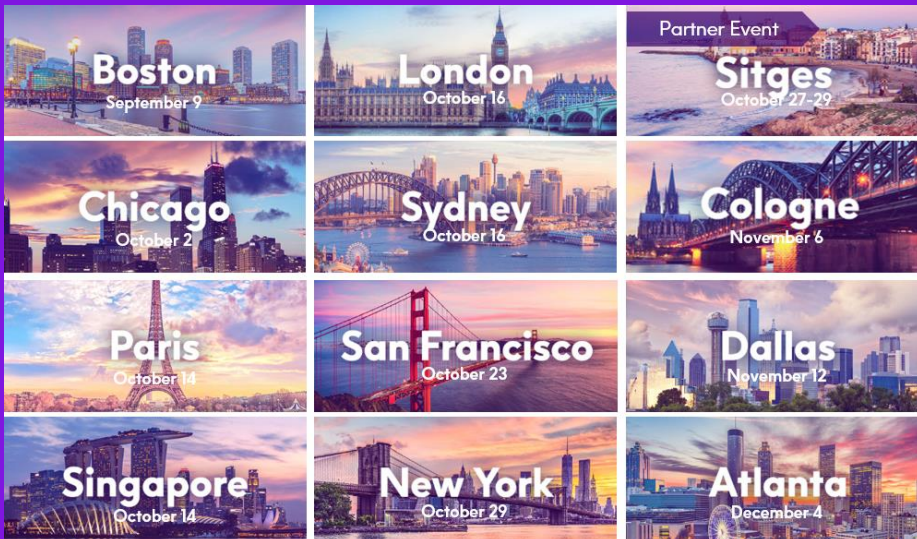 Boston
September 9
London
October 16
Partner Event
Sitges
October 27-29
Chicago
October 2
Sydney
October 16
Cologne
November 6
Paris
October 14
San Francisco
October 23
Dallas
November 12
Singapore
October 14
New York
October 29
Atlanta
December 4